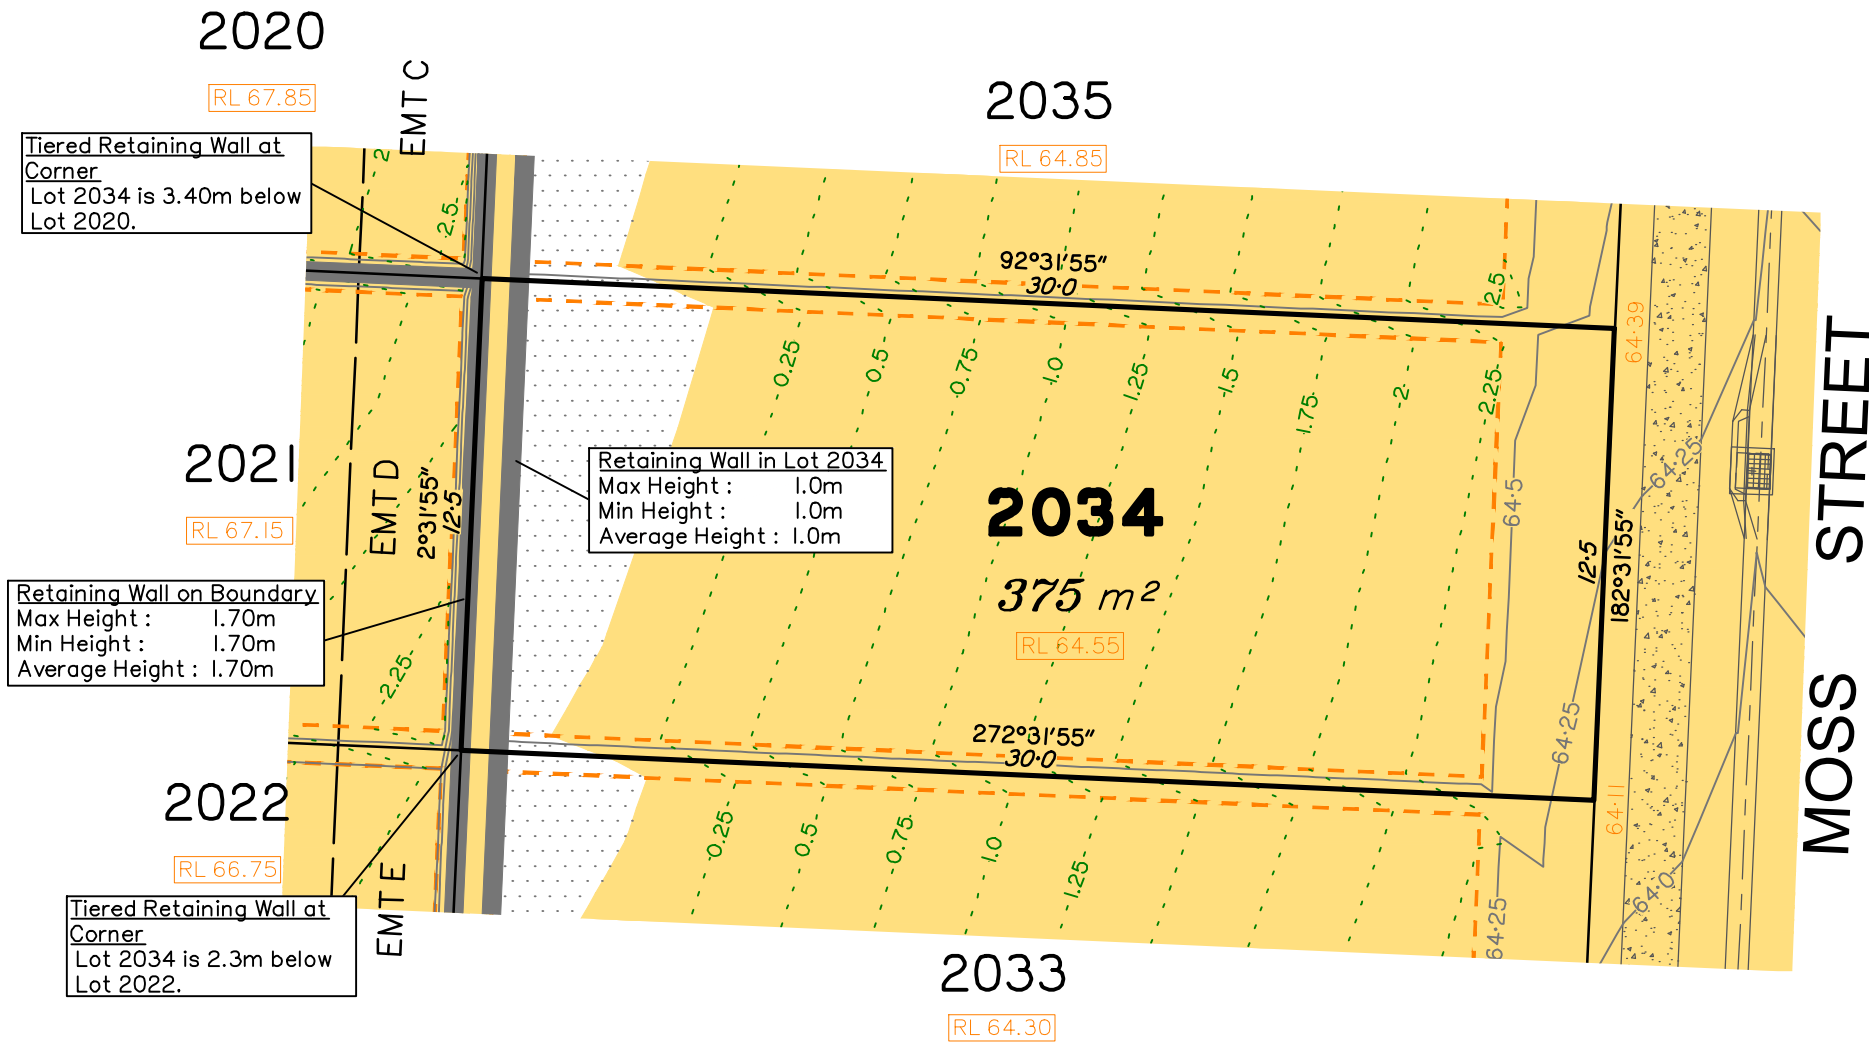 2020
RL 67.85
EMT C
2035
RL 64.85
Tiered Retaining Wall at
Corner
Lot 2034 is 3.40m below
Lot 2020.
2
2.5
92°31'55"
30·0
2.5
64·39
0.25
0.5
0.75
1.0
1.25
1.5
1.75
2
2.25
2021
RL 67.15
EMT D
2°31'55"
12·5
Retaining Wall in Lot 2034
Max Height : 1.0m
Min Height : 1.0m
Average Height : 1.0m
2034
375 m²
RL 64.55
64·5
64·25
12·5
182°31'55"
MOSS STREET
Retaining Wall on Boundary
Max Height : 1.70m
Min Height : 1.70m
Average Height : 1.70m
2.25
272°31'55"
30·0
64·25
64·11
2022
RL 66.75
EMT E
0.25
0.5
0.75
1.0
1.25
64·25
64·0
Tiered Retaining Wall at
Corner
Lot 2034 is 2.3m below
Lot 2022.
2033
RL 64.30